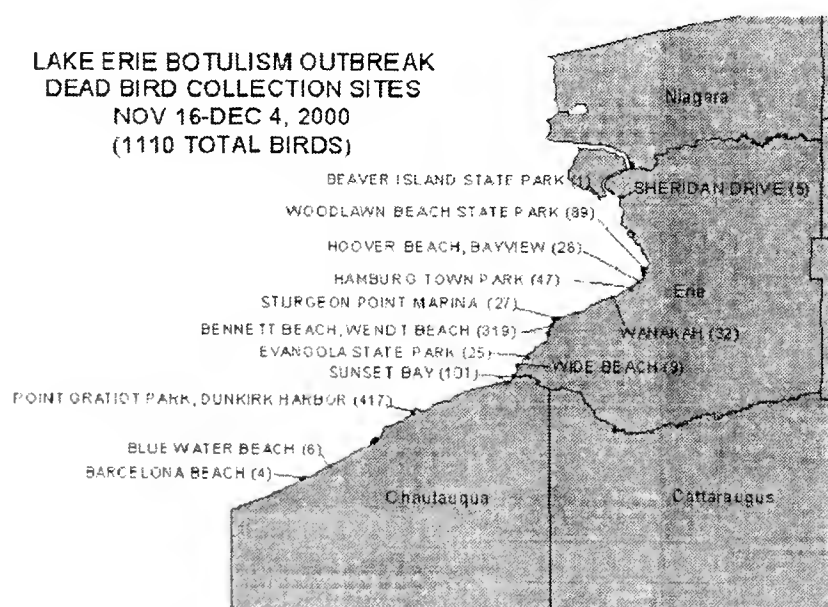 LAKE ERIE BOTULISM OUTBREAK
DEAD BIRD COLLECTION SITES
NOV 16-DEC 4, 2000
(1110 TOTAL BIRDS)
Niagara
BEAVER ISLAND STATE PARK (1)
SHERIDAN DRIVE (5)
WOODLAWN BEACH STATE PARK (89)
HOOVER BEACH, BAYVIEW (28)
HAMBURG TOWN PARK (47)
Erie
STURGEON POINT MARINA (27)
BENNETT BEACH, WENDT BEACH (319)
WANAKAH (32)
EVANGOLA STATE PARK (25)
WIDE BEACH (9)
SUNSET BAY (101)
POINT GRATIOT PARK, DUNKIRK HARBOR (417)
BLUE WATER BEACH (6)
BARCELONA BEACH (4)
Chautauqua
Cattaraugus